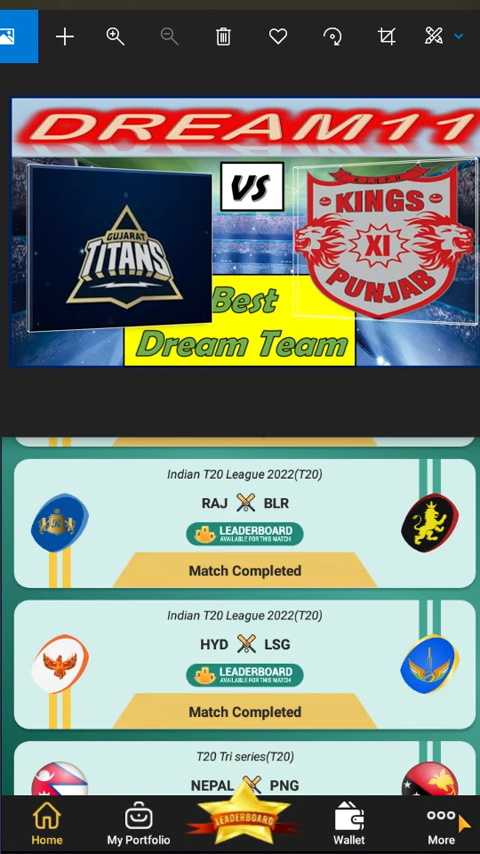 DREAM11
GUJARAT
TITANS
VS
KINGS
XI
PUNJAB
Best
Dream Team
Indian T20 League 2022(T20)
RAJ BLR
LEADERBOARD
AVAILABLE FOR THIS MATCH
Match Completed
Indian T20 League 2022(T20)
HYD LSG
LEADERBOARD
AVAILABLE FOR THIS MATCH
Match Completed
T20 Tri series(T20)
NEPAL PNG
LEADERBOARD
Home
My Portfolio
Wallet
More